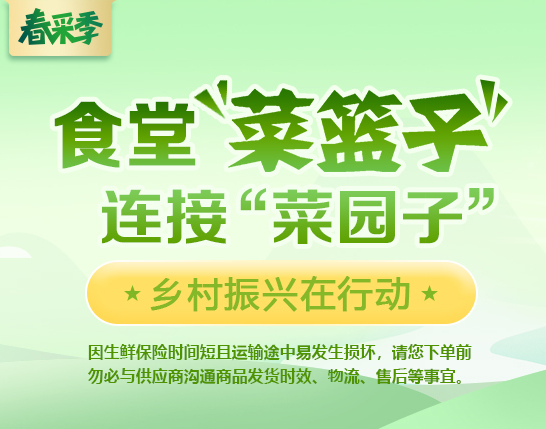 春采季
食堂“菜篮子”
连接“菜园子”
★乡村振兴在行动★
因生鲜保险时间短且运输途中易发生损坏，请您下单前
勿必与供应商沟通商品发货时效、物流、售后等事宜。